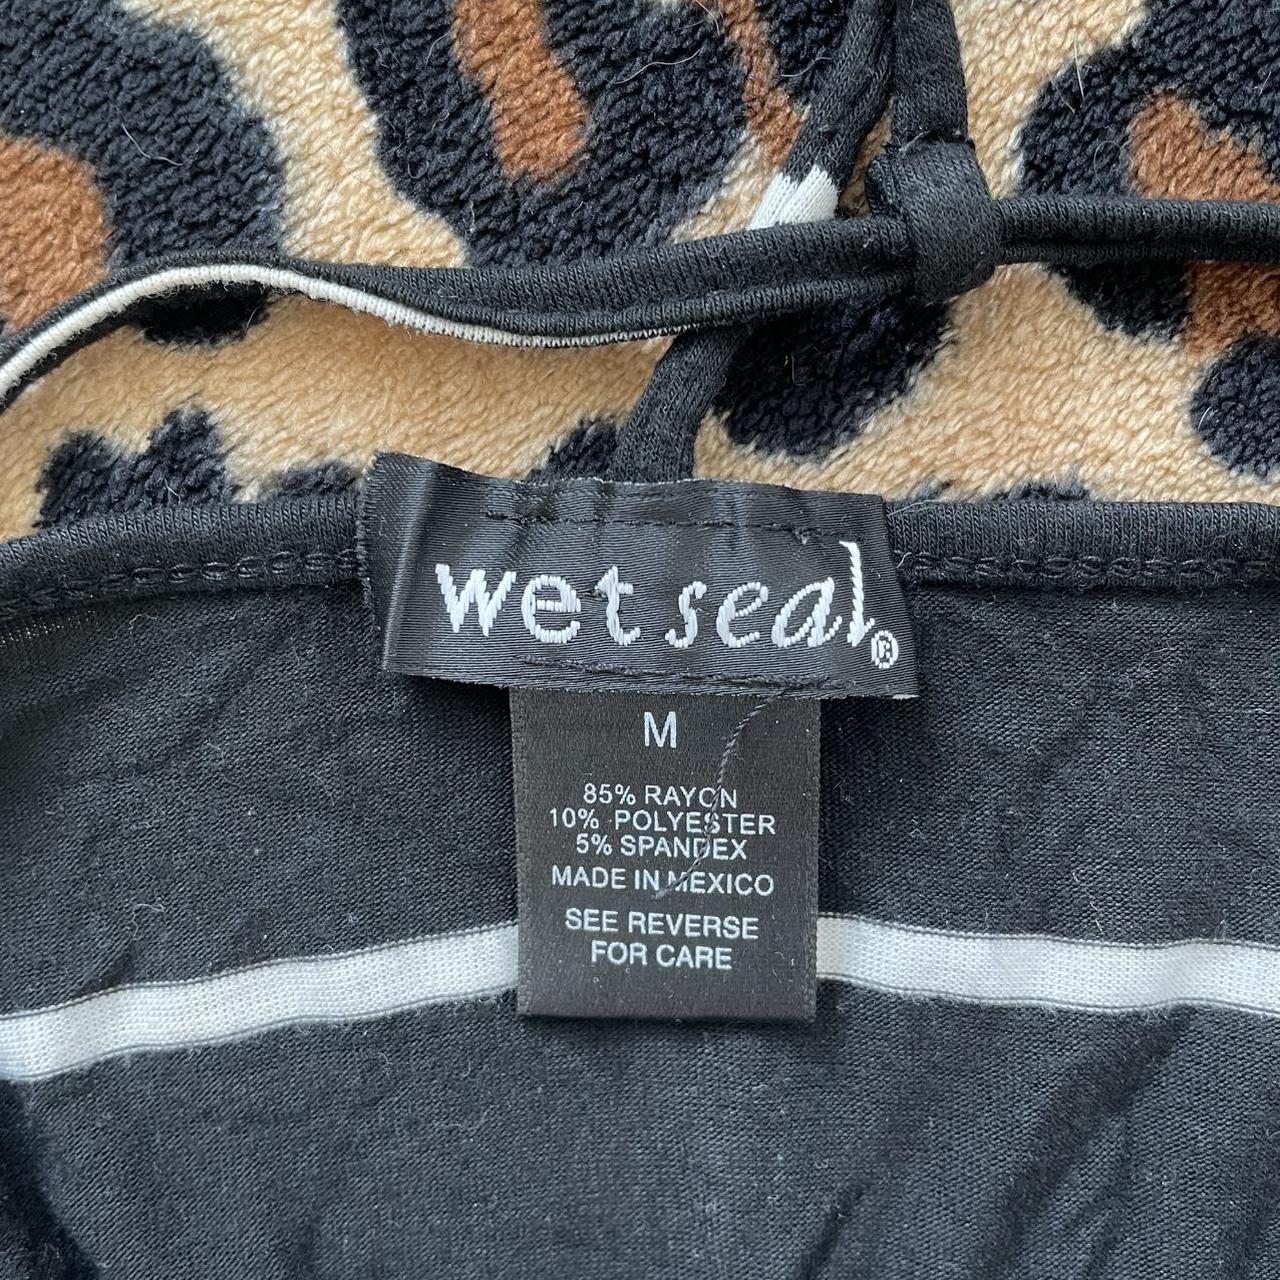 wet seal®
M
85% RAYON
10% POLYESTER
5% SPANDEX
MADE IN MEXICO
SEE REVERSE
FOR CARE